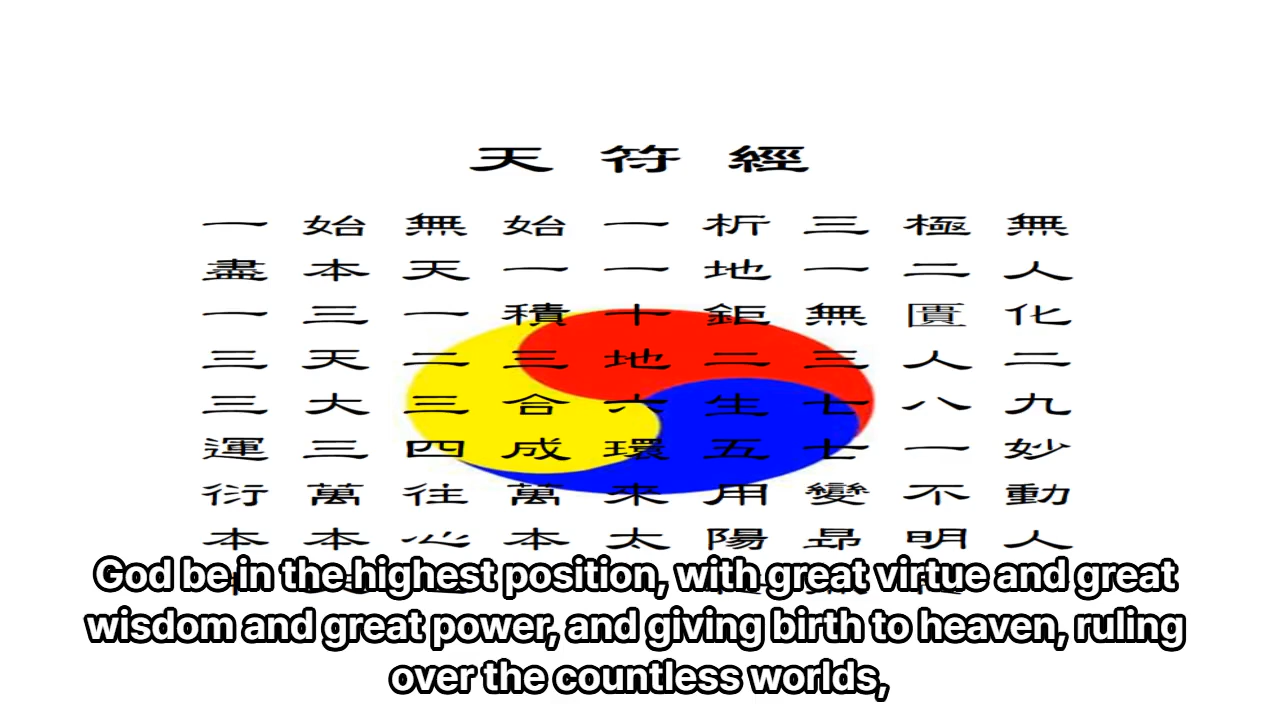 天符經
一始無始一析三極無
盡本天一一地一二人
一三一積十鉅無匱化
三天二三地二三人二
三大三合六生七八九
運三四成環五七一妙
衍萬往萬來用變不動
本本心本太陽昻明人
God be in the highest position, with great virtue and great
wisdom and great power, and giving birth to heaven, ruling
over the countless worlds,